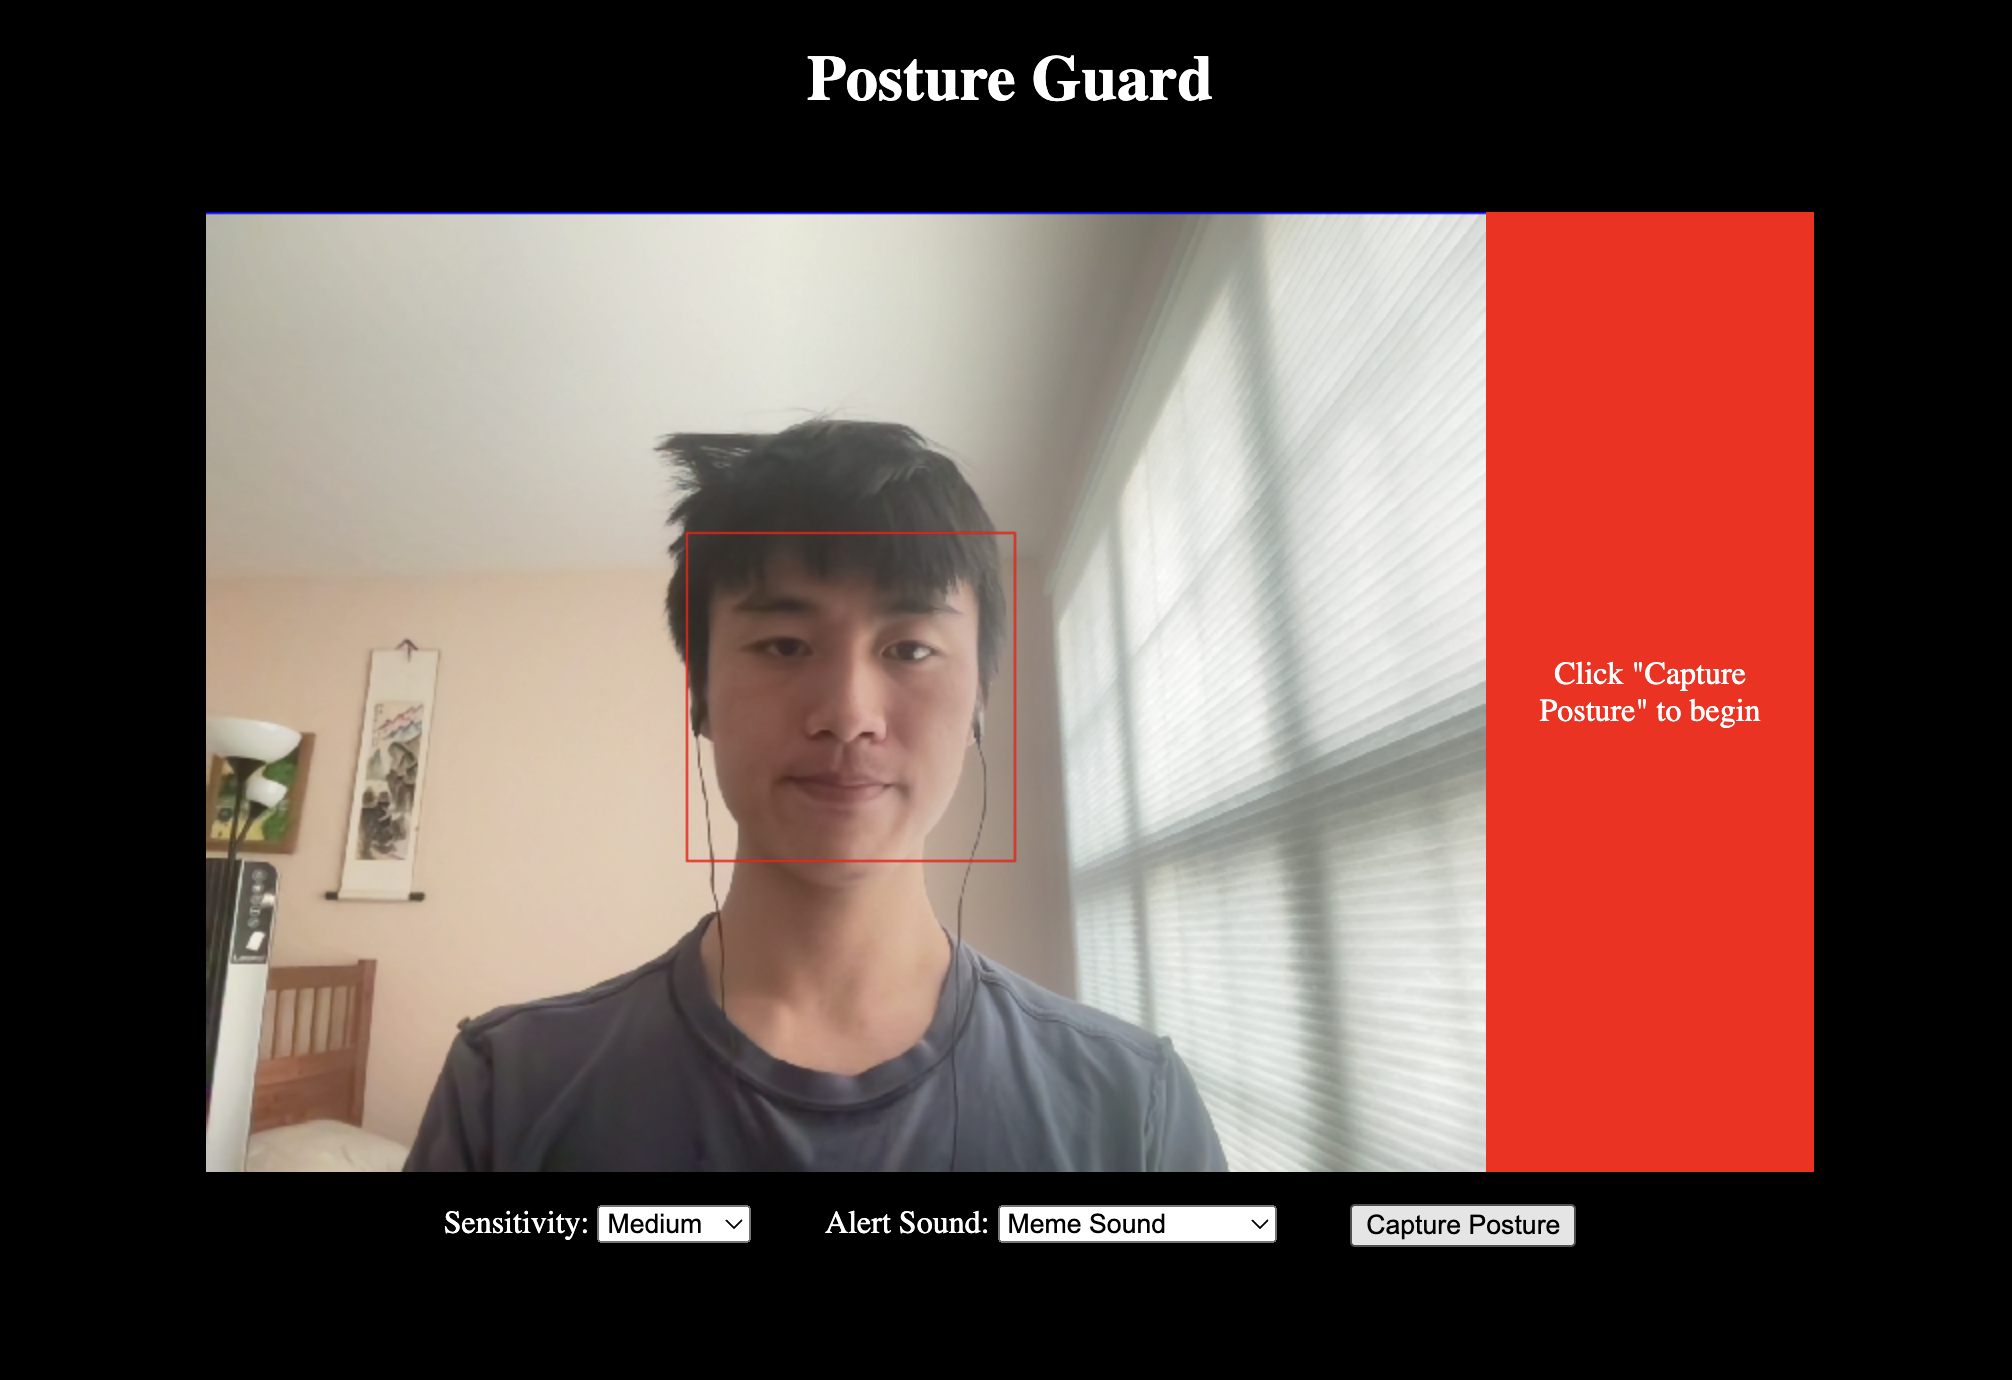 Posture Guard
Click "Capture
Posture" to begin
Sensitivity: Medium
Alert Sound: Meme Sound
Capture Posture